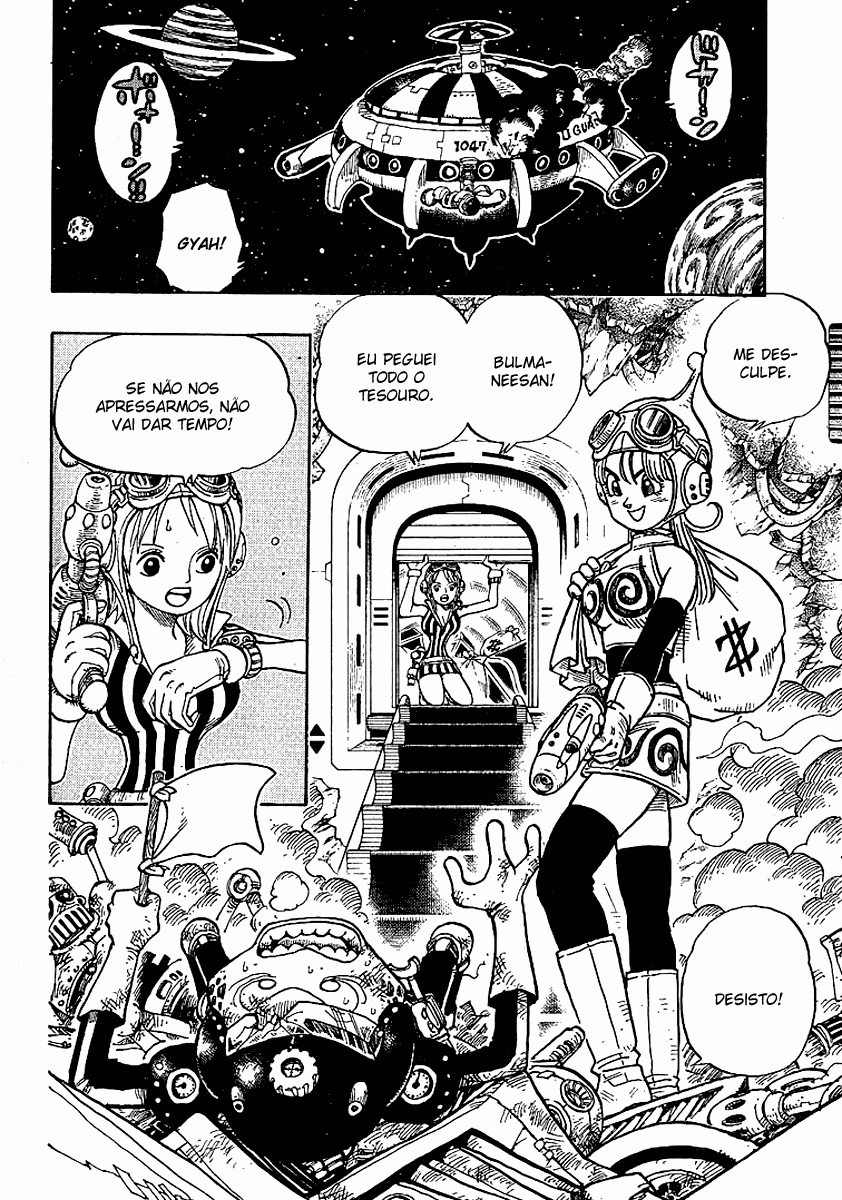 1047
GYAH!
ME DES-
CULPE.
BULMA-
NEESAN!
EU PEGUEI
TODO O
TESOURO.
SE NÃO NOS
APRESSARMOS, NÃO
VAI DAR TEMPO!
DESISTO!